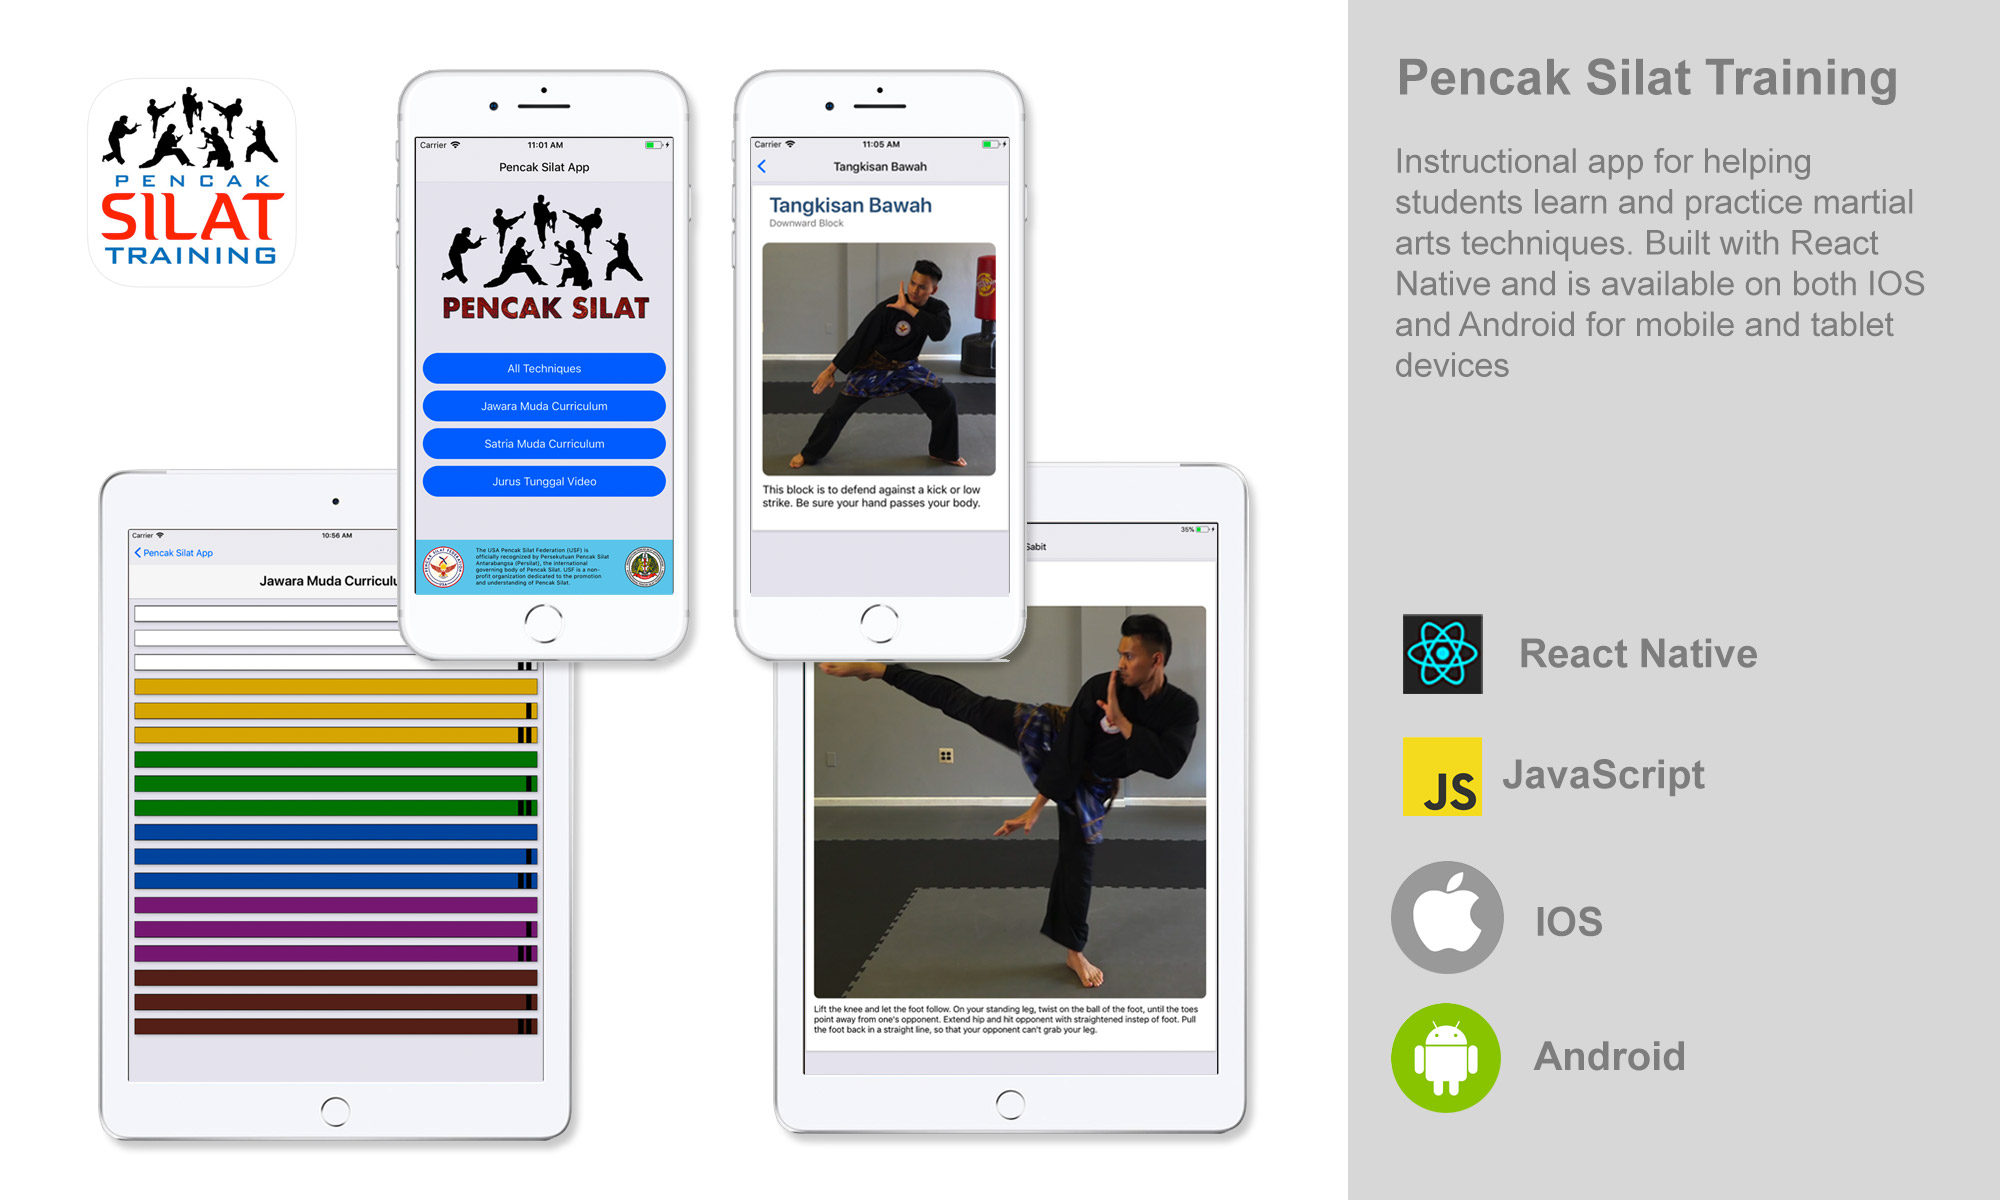 PENCAK
SILAT
TRAINING
Carrier
11:01 AM
Pencak Silat App
PENCAK SILAT
All Techniques
Jawara Muda Curriculum
Satria Muda Curriculum
Jurus Tunggal Video
The USA Pencak Silat Federation (USF) is
officially recognized by Persekutuan Pencak Silat
Antarabangsa (Persilat), the international
governing body of Pencak Silat. USF is a non-
profit organization dedicated to the promotion
and understanding of Pencak Silat.
Carrier
11:05 AM
Tangkisan Bawah
Tangkisan Bawah
Downward Block
This block is to defend against a kick or low
strike. Be sure your hand passes your body.
Carrier
10:56 AM
Pencak Silat App
Jawara Muda Curriculu
35%
Sabit
Lift the knee and let the foot follow. On your standing leg, twist on the ball of the foot, until the toes
point away from one's opponent. Extend hip and hit opponent with straightened instep of foot. Pull
the foot back in a straight line, so that your opponent can't grab your leg.
Pencak Silat Training
Instructional app for helping
students learn and practice martial
arts techniques. Built with React
Native and is available on both IOS
and Android for mobile and tablet
devices
React Native
JS
JavaScript
IOS
Android